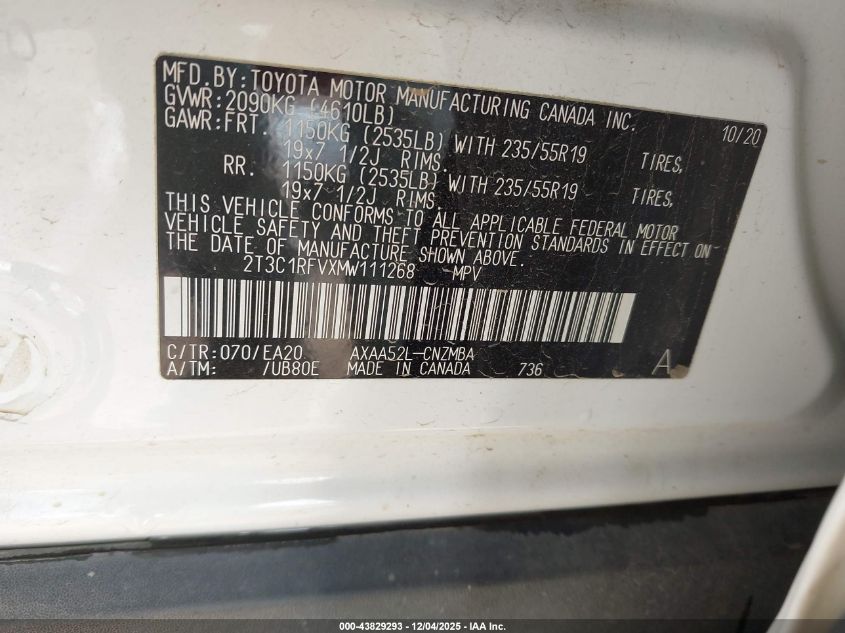 MFD.BY:TOYOTA MOTOR MANUFACTURING CANADA INC. 10/20
GVWR:2090KG (4610LB)
GAWR:FRT. 1150KG (2535LB) WITH 235/55R19 TIRES,
19x7 1/2J RIMS.
RR. 1150KG (2535LB) WITH 235/55R19 TIRES,
19x7 1/2J RIMS.
THIS VEHICLE CONFORMS TO ALL APPLICABLE FEDERAL MOTOR
VEHICLE SAFETY AND THEFT PREVENTION STANDARDS IN EFFECT ON
THE DATE OF MANUFACTURE SHOWN ABOVE.
2T3C1RFVXMW111268 MPV
C/TR:070/EA20 AXAA52L-CNZMBA
A/TM: /UB80E MADE IN CANADA 736 A
000-43829293 - 12/04/2025 - IAA Inc.